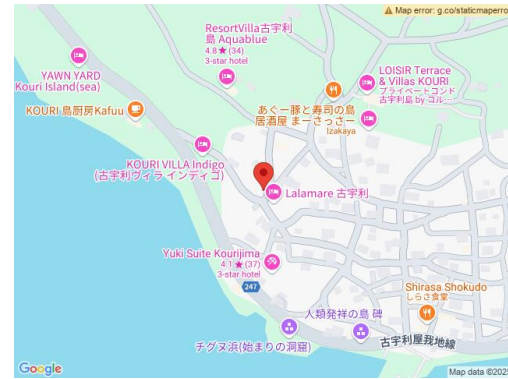 Map error: g.co/staticmaperro
ResortVilla古宇利
島 Aquablue
4.8★(34)
3-star hotel
YAWN YARD
Kouri Island(sea)
LOISIR Terrace
& Villas KOURI
プライベートコンド
古宇利島 by コル…
KOURI 島厨房Kafuu
あぐー豚と寿司の島
居酒屋 まーさっさー
Izakaya
KOURI VILLA Indigo
(古宇利ヴィラ インディゴ)
Lalamare 古宇利
Yuki Suite Kourijima
4.1★(37)
3-star hotel
247
Shirasa Shokudo
しらさ食堂
人類発祥の島 碑
チグヌ浜(始まりの洞窟)
古宇利屋我地線
Google
Map data ©2025